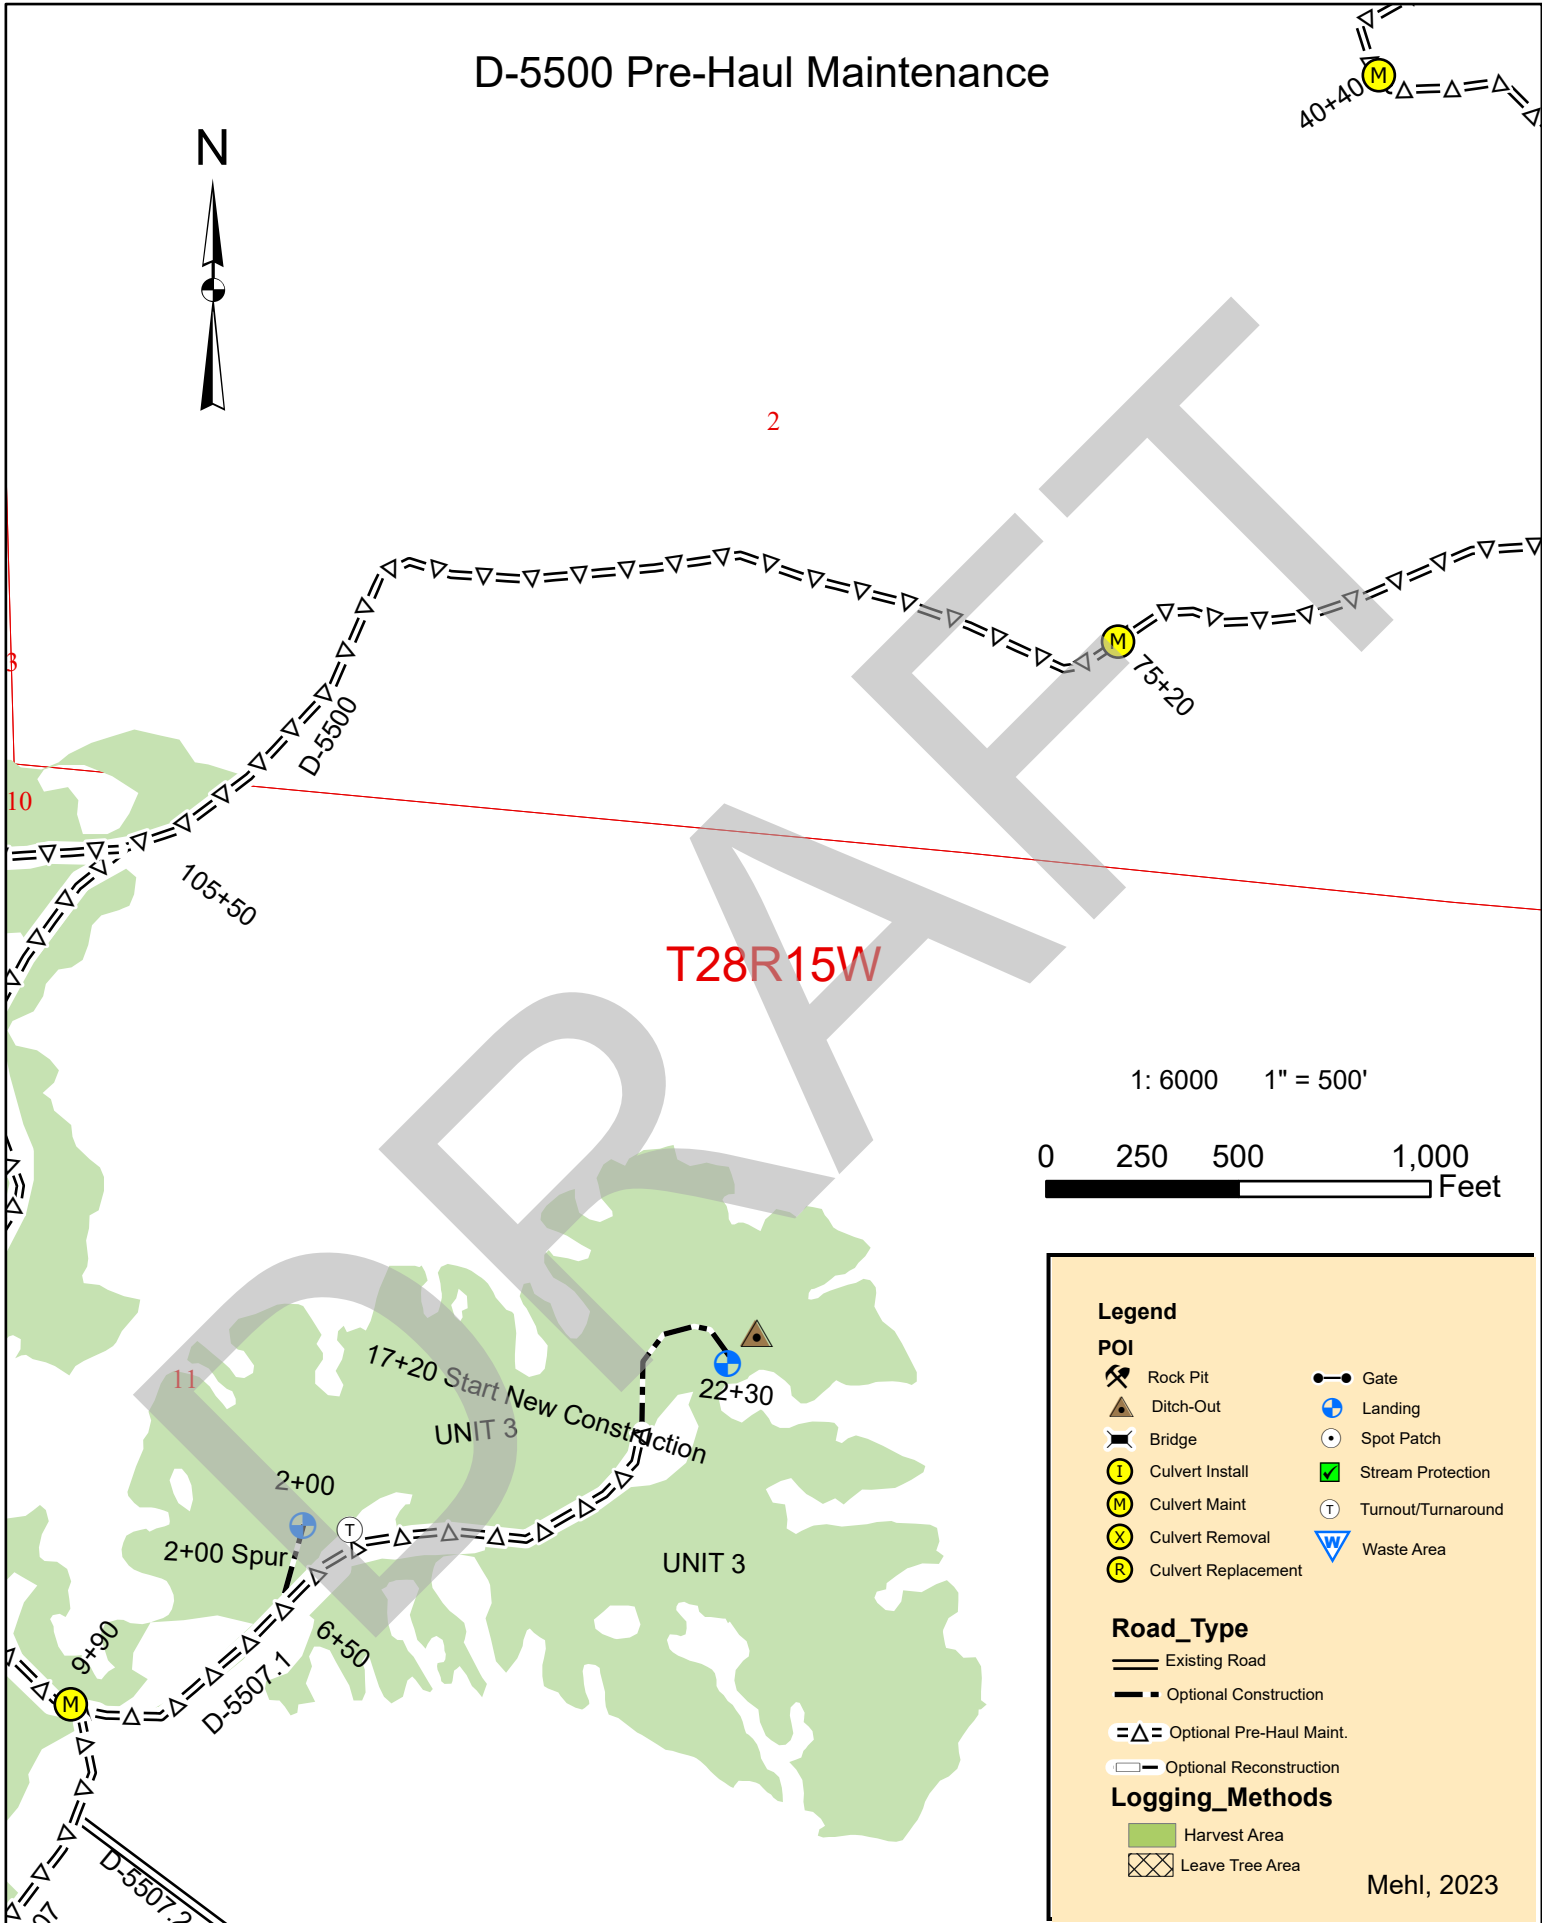 D-5500 Pre-Haul Maintenance
M
40+40
N
2
M
75+20
3
D-5500
10
105+50
T28R15W
DRAFT
1: 6000 1" = 500'
0 250 500 1,000
Feet
11
17+20 Start New Construction
22+30
UNIT 3
2+00
T
2+00 Spur
UNIT 3
6+50
9+90
M
D-5507.1
D-5507.2
07
Legend
POI
Rock Pit
Gate
Ditch-Out
Landing
Bridge
Spot Patch
I Culvert Install
Stream Protection
M Culvert Maint
T Turnout/Turnaround
X Culvert Removal
W Waste Area
R Culvert Replacement
Road_Type
Existing Road
Optional Construction
Optional Pre-Haul Maint.
Optional Reconstruction
Logging_Methods
Harvest Area
Leave Tree Area
Mehl, 2023